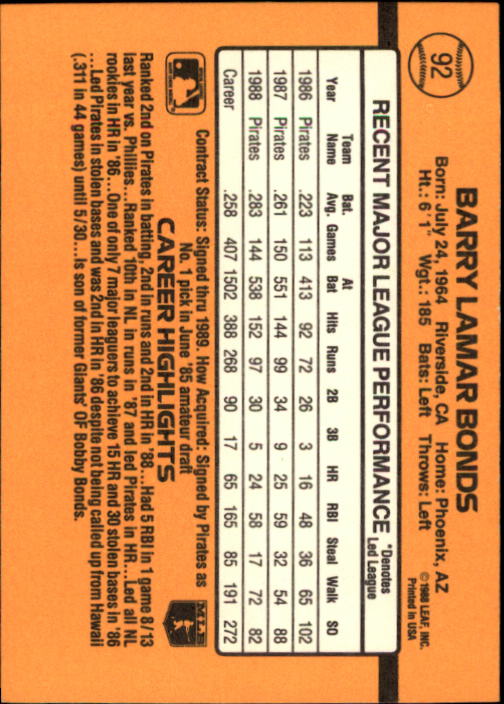 92
BARRY LAMAR BONDS
Born: July 24, 1964 Riverside, CA Home: Phoenix, AZ
Ht.: 6'1" Wgt.: 185 Bats: Left Throws: Left
© 1988 LEAF, INC.
Printed in USA
RECENT MAJOR LEAGUE PERFORMANCE *Denotes Led League
Year Team Name Bat. Avg. Games At Bat Hits Runs 2B 3B HR RBI Steal Walk SO
1986 Pirates .223 113 413 92 72 26 3 16 48 36 65 102
1987 Pirates .261 150 551 144 99 34 9 25 59 32 54 88
1988 Pirates .283 144 538 152 97 30 5 24 58 17 72 82
Career .258 407 1502 388 268 90 17 65 165 85 191 272
Contract Status: Signed thru 1989. How Acquired: Signed by Pirates as
No. 1 pick in June '85 amateur draft
CAREER HIGHLIGHTS
Ranked 2nd on Pirates in batting, 2nd in runs and 2nd in HR in '88...Had 5 RBI in 1 game 8/13
last year vs. Phillies...Ranked 10th in NL in runs in '87 and led Pirates in HR...Led all NL
rookies in HR in '86...One of only 7 major leaguers to achieve 15 HR and 30 stolen bases in '86
...Led Pirates in stolen bases and was 2nd in HR in '86 despite not being called up from Hawaii
(.311 in 44 games) until 5/30...Is son of former Giants' OF Bobby Bonds.